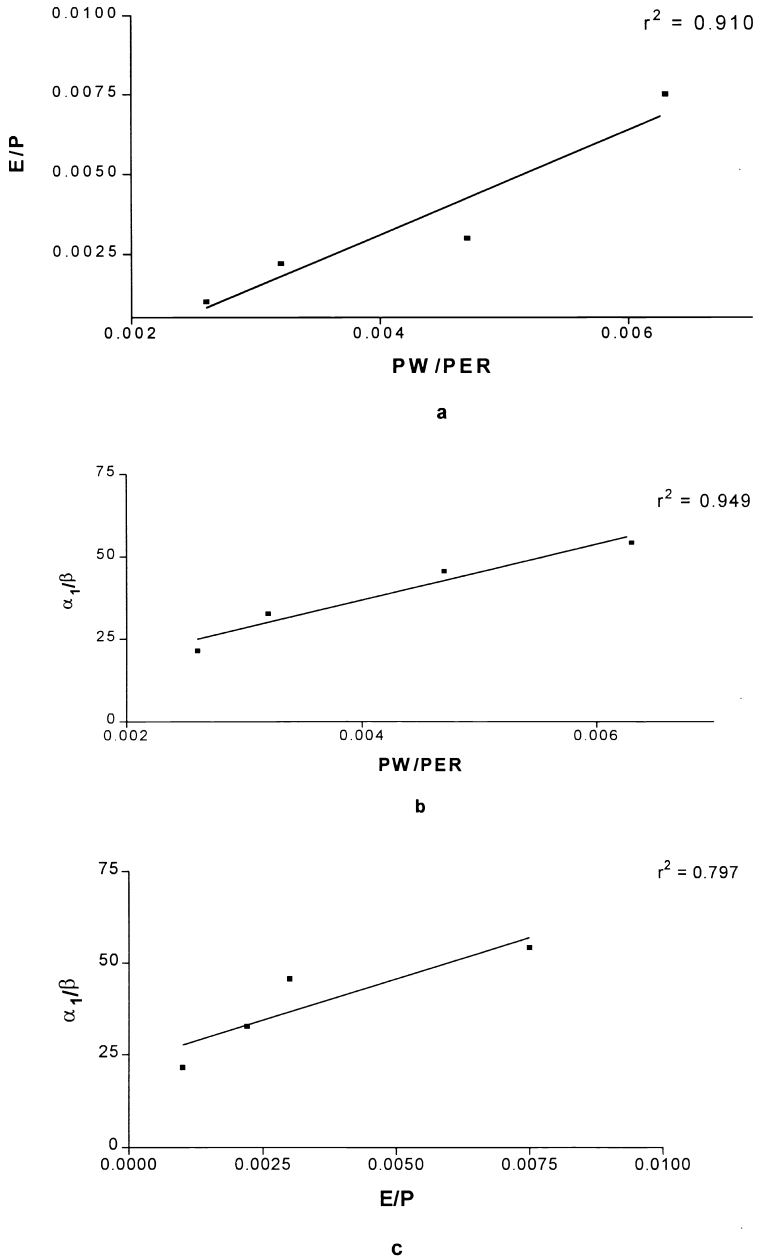 0.0100
r² = 0.910
0.0075
E/P
0.0050
0.0025
0.002 0.004 0.006
PW/PER
a
75
r² = 0.949
50
α₁/β
25
0
0.002 0.004 0.006
PW/PER
b
75
r² = 0.797
50
α₁/β
25
0
0.0000 0.0025 0.0050 0.0075 0.0100
E/P
c